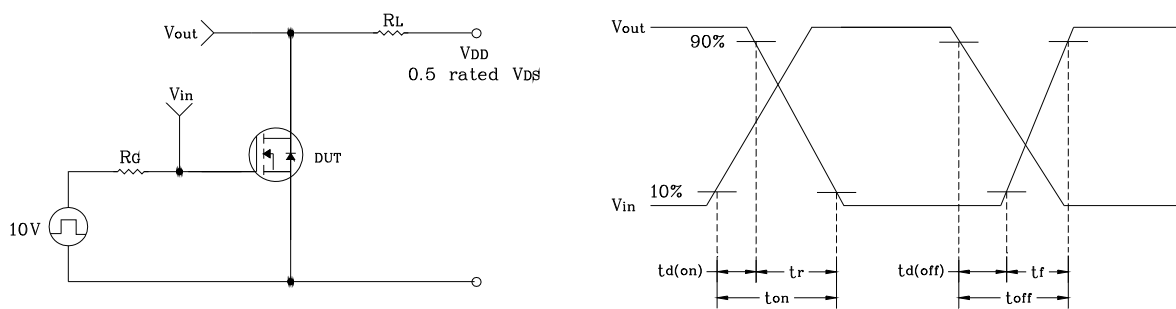 Vout
RL
VDD
0.5 rated VDS
Vin
DUT
RG
10V
Vout
90%
10%
Vin
td(on)
tr
td(off)
tf
ton
toff